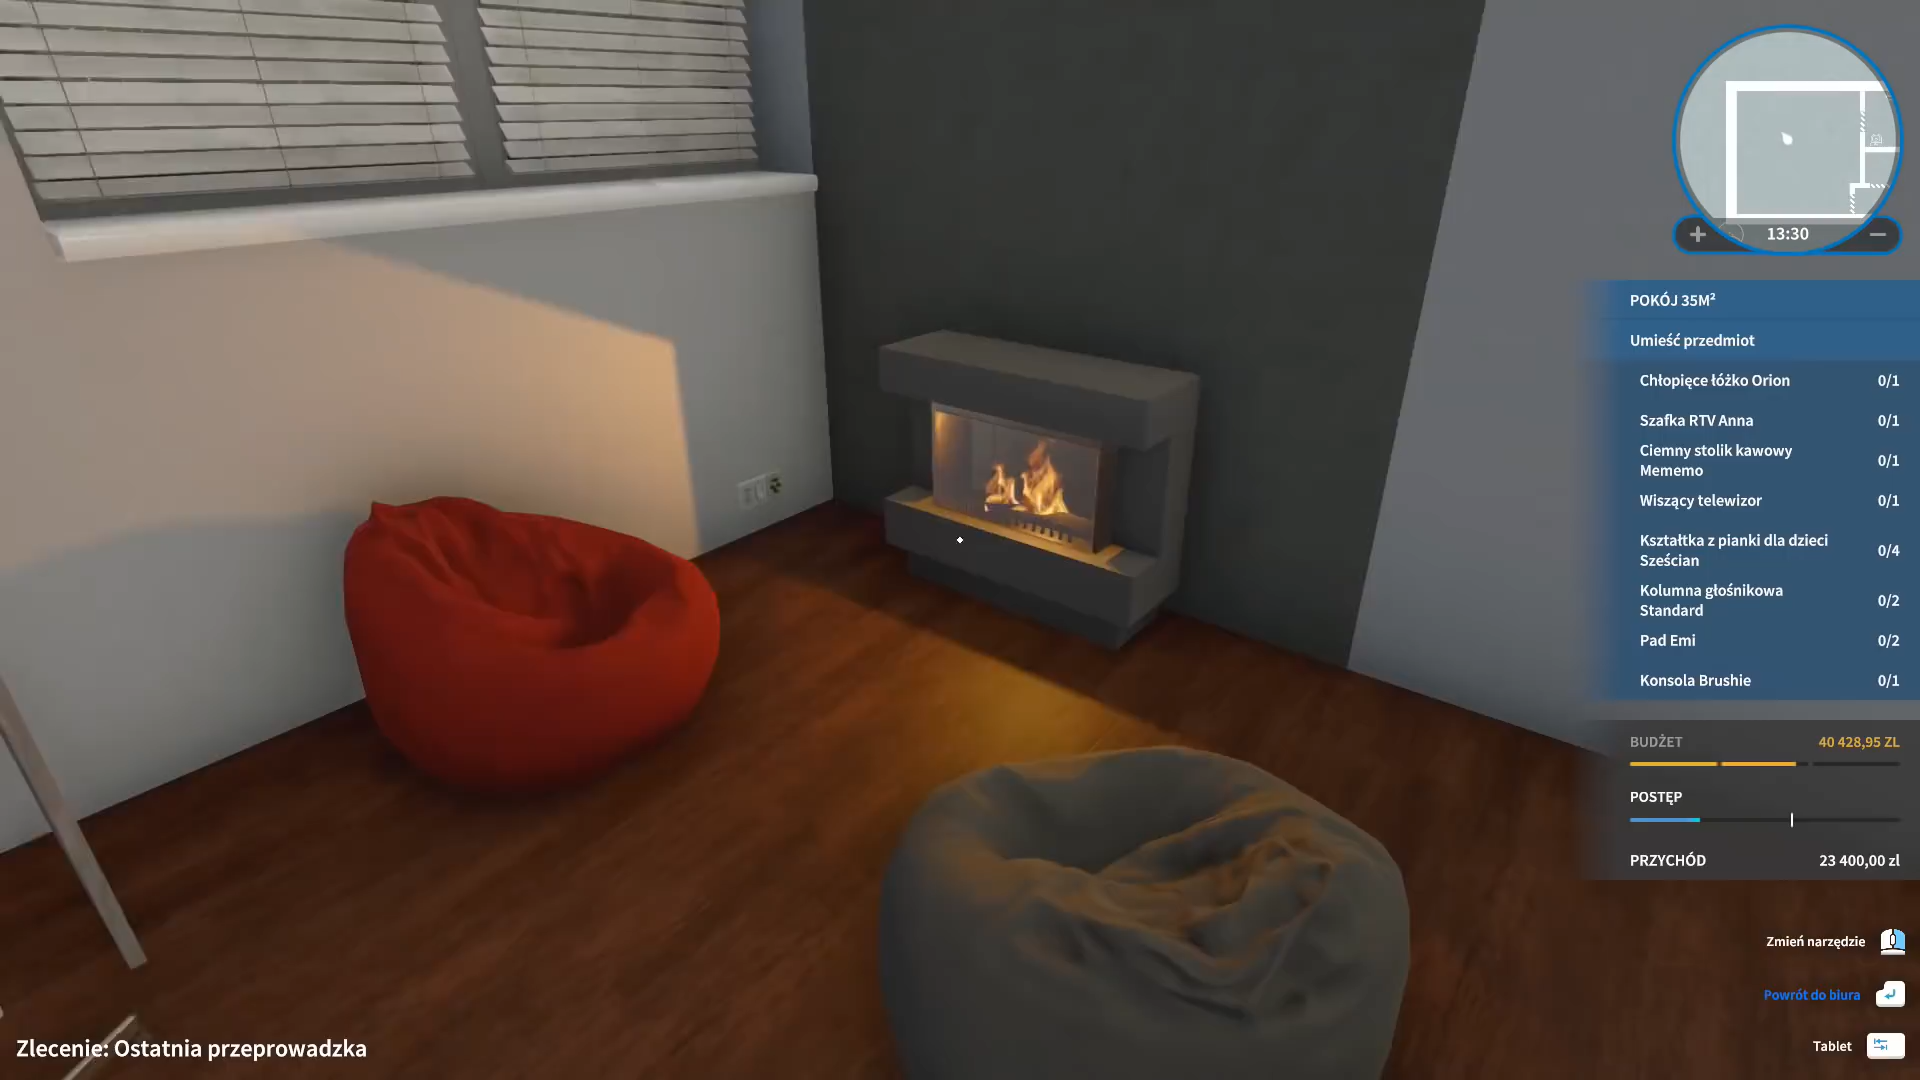 13:30
POKÓJ 35M²
Umieść przedmiot
Chłopięce łóżko Orion 0/1
Szafka RTV Anna 0/1
Ciemny stolik kawowy
Mememo 0/1
Wiszący telewizor 0/1
Kształtka z pianki dla dzieci
Sześcian 0/4
Kolumna głośnikowa
Standard 0/2
Pad Emi 0/2
Konsola Brushie 0/1
BUDŻET 40 428,95 ZL
POSTĘP
PRZYCHÓD 23 400,00 zl
Zmień narzędzie
Powrót do biura
Tablet
Zlecenie: Ostatnia przeprowadzka